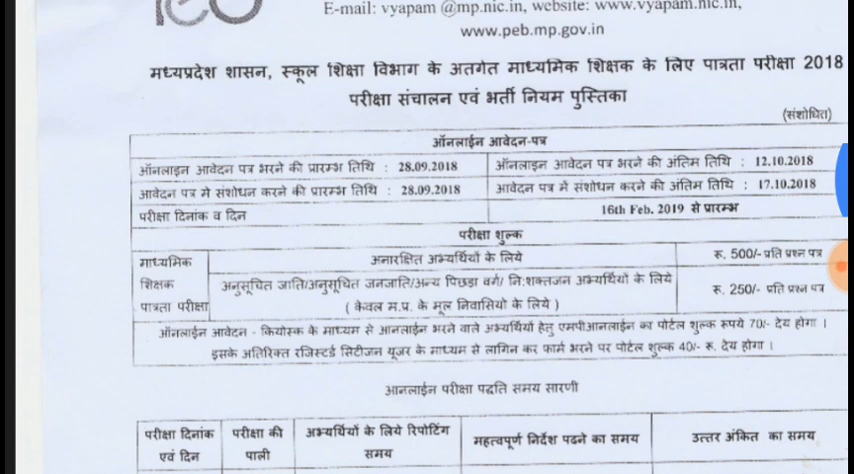 E-mail: vyapam @mp.nic.in, website: www.vyapam.nic.in,
www.peb.mp.gov.in
मध्यप्रदेश शासन, स्कूल शिक्षा विभाग के अतर्गत माध्यमिक शिक्षक के लिए पात्रता परीक्षा 2018
परीक्षा संचालन एवं भर्ती नियम पुस्तिका
(संशोधित)
ऑनलाईन आवेदन-पत्र
ऑनलाइन आवेदन पत्र भरने की प्रारम्भ तिथि : 28.09.2018 ऑनलाइन आवेदन पत्र भरने की अंतिम तिथि : 12.10.2018
आवेदन पत्र मे संशोधन करने की प्रारम्भ तिथि : 28.09.2018 आवेदन पत्र में संशोधन करने की अंतिम तिथि : 17.10.2018
परीक्षा दिनांक व दिन 16th Feb. 2019 से प्रारम्भ
परीक्षा शुल्क
माध्यमिक अनारक्षित अभ्यर्थियों के लिये रू. 500/- प्रति प्रश्न पत्र
शिक्षक अनुसूचित जाति/अनुसूचित जनजाति/अन्य पिछडा वर्ग/ नि:शक्तजन अभ्यर्थियों के लिये रू. 250/- प्रति प्रश्न पत्र
पात्रता परीक्षा ( केवल म.प्र. के मूल निवासियो के लिये )
ऑनलाईन आवेदन - कियोस्क के माध्यम से आनलाईन भरने वाले अभ्यर्थियों हेतु एमपीआनलाईन का पोर्टल शुल्क रूपये 70/- देय होगा ।
इसके अतिरिक्त रजिस्टर्ड सिटीजन यूजर के माध्यम से लागिन कर फार्म भरने पर पोर्टल शुल्क 40/- रू. देय होगा ।
आनलाईन परीक्षा पद्दति समय सारणी
परीक्षा दिनांक परीक्षा की अभ्यर्थियों के लिये रिपोर्टिंग महत्वपूर्ण निर्देश पढने का समय उत्तर अंकित का समय
एवं दिन पाली समय